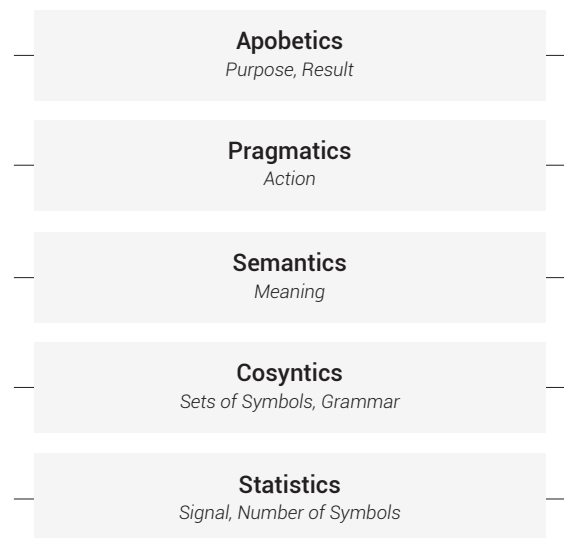 Apobetics
Purpose, Result
Pragmatics
Action
Semantics
Meaning
Cosyntics
Sets of Symbols, Grammar
Statistics
Signal, Number of Symbols